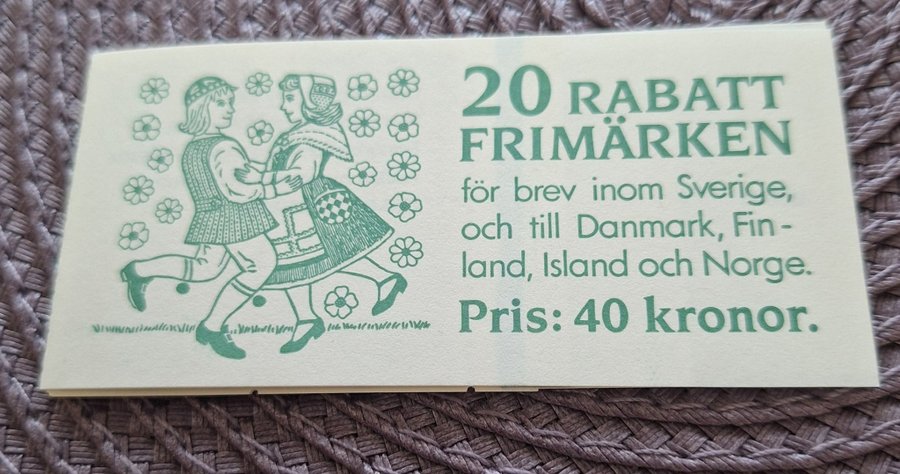 20 RABATT
FRIMÄRKEN
för brev inom Sverige,
och till Danmark, Fin-
land, Island och Norge.
Pris: 40 kronor.